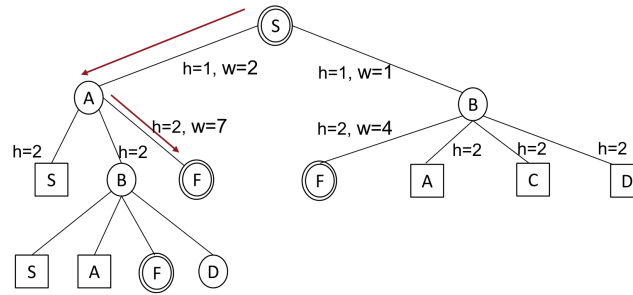 S
h=1, w=2
h=1, w=1
A
B
h=2, w=7
h=2, w=4
h=2
h=2
h=2
h=2
h=2
S
B
F
F
A
C
D
S
A
F
D